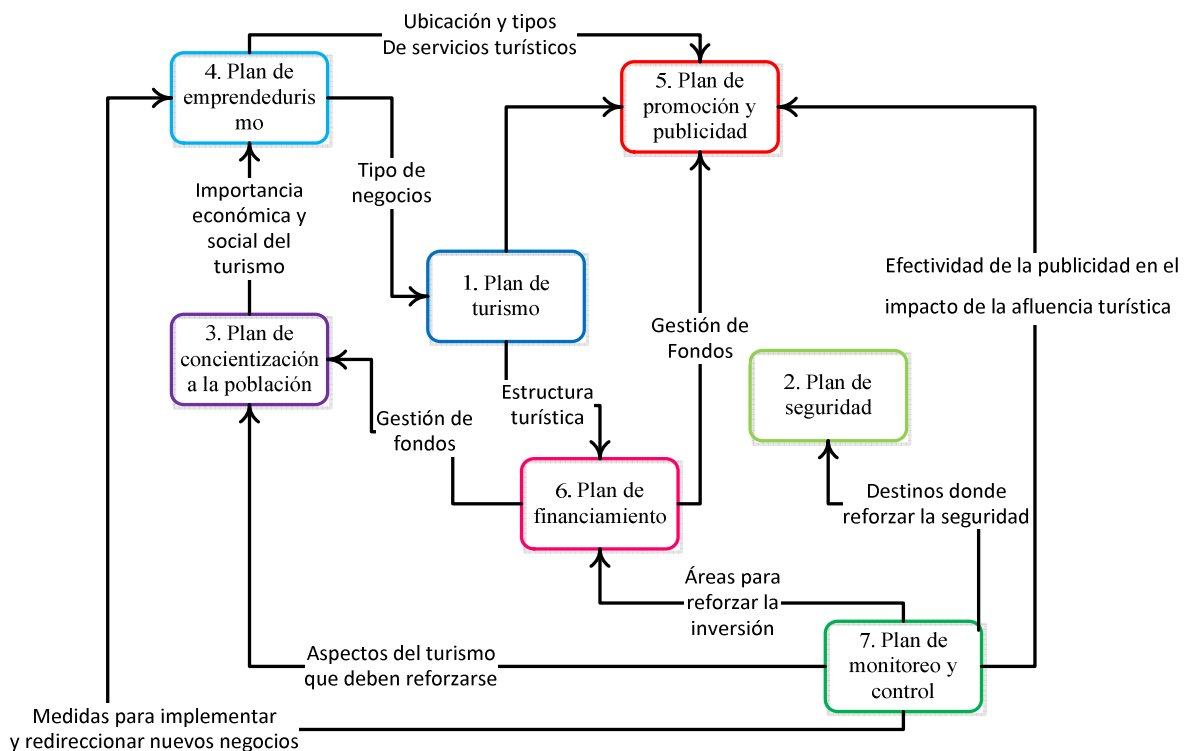 Ubicación y tipos
De servicios turísticos
4. Plan de
emprendeduris
mo
5. Plan de
promoción y
publicidad
Tipo de
negocios
Importancia
económica y
social del
turismo
1. Plan de
turismo
Efectividad de la publicidad en el
impacto de la afluencia turística
3. Plan de
concientización
a la población
Gestión de
Fondos
2. Plan de
seguridad
Estructura
turística
Gestión de
fondos
6. Plan de
financiamiento
Destinos donde
reforzar la seguridad
Áreas para
reforzar la
inversión
7. Plan de
monitoreo y
control
Aspectos del turismo
que deben reforzarse
Medidas para implementar
y redireccionar nuevos negocios